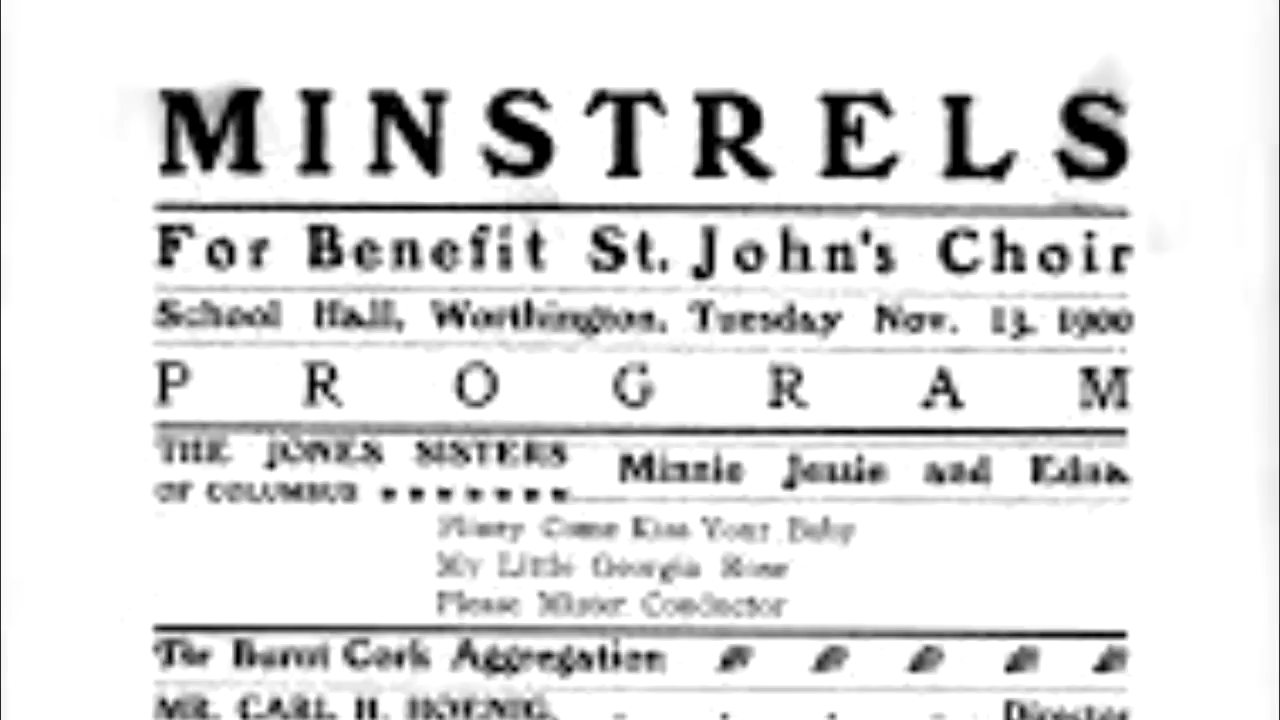 MINSTRELS
For Benefit St. John's Choir
School Hall, Worthington, Tuesday Nov. 13, 1900
PROGRAM
THE JONES SISTERS
OF COLUMBUS
Minnie Jessie and Edna
Come Kiss Your Baby
My Little Georgia Rose
Please Mister Conductor
The Burnt Cork Aggregation
MR. CARL H. HOENIG, Director